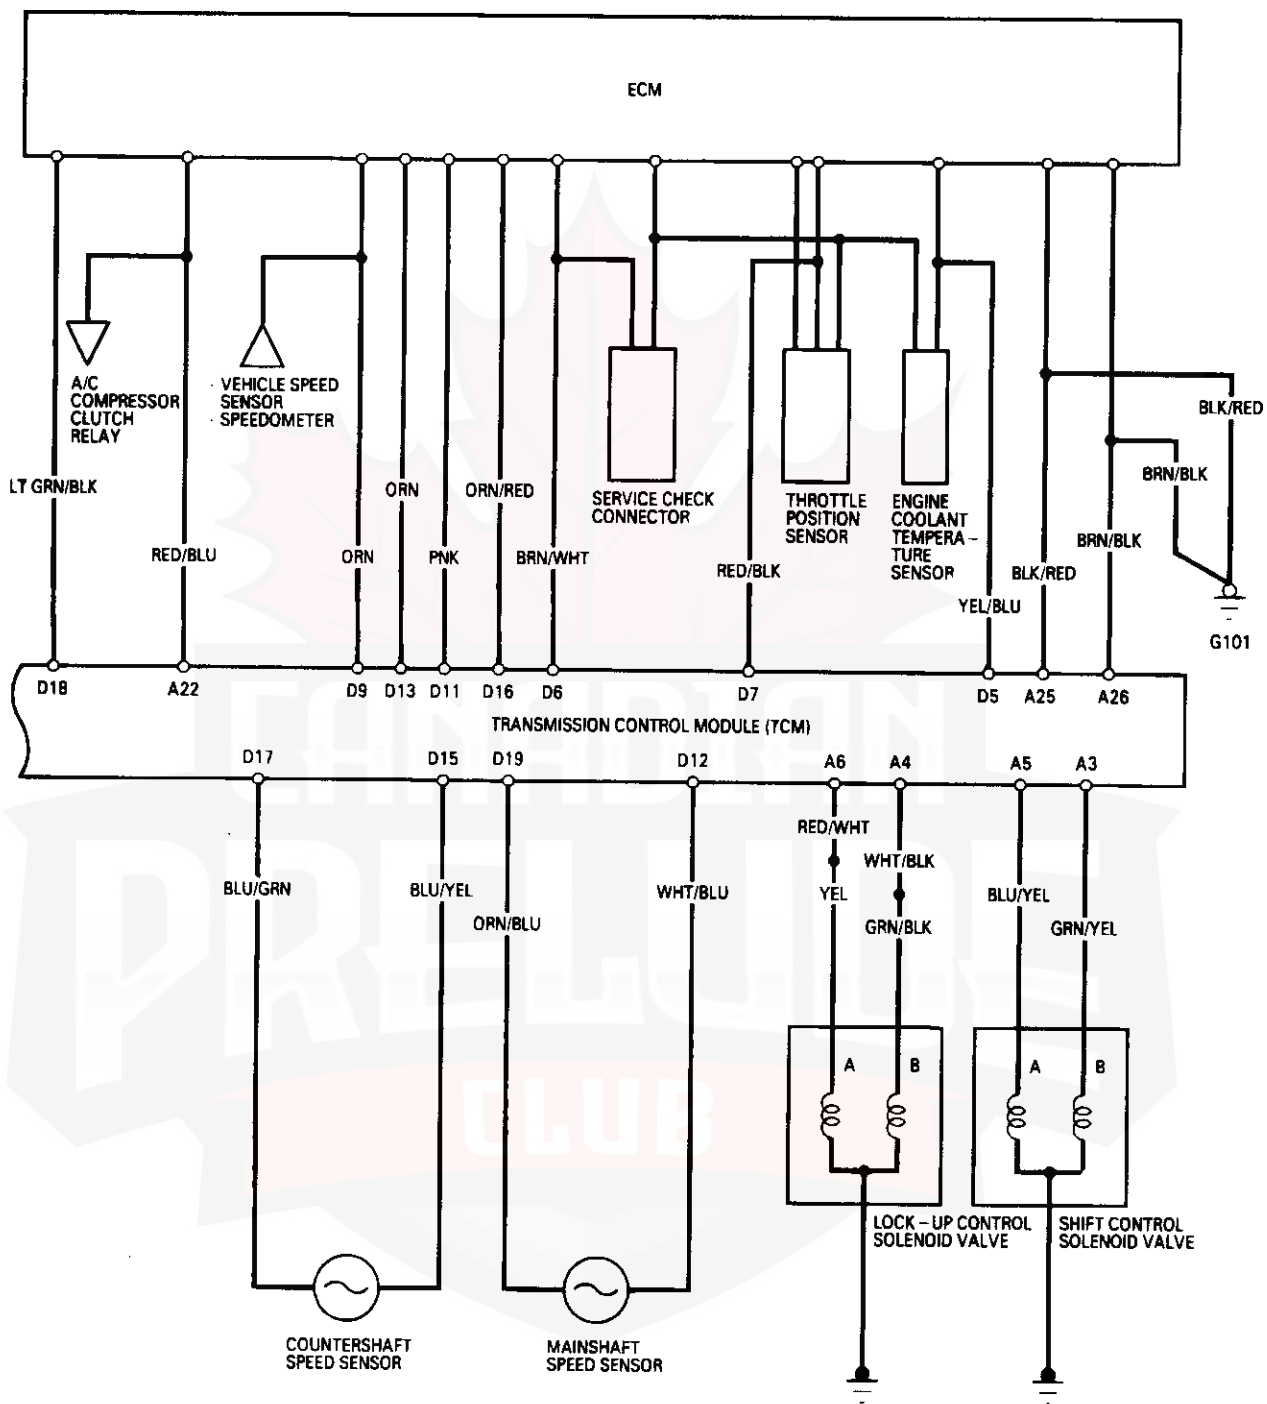 ECM
A/C
COMPRESSOR
CLUTCH
RELAY
VEHICLE SPEED
SENSOR
SPEEDOMETER
BLK/RED
BRN/BLK
LT GRN/BLK
ORN
ORN/RED
SERVICE CHECK
CONNECTOR
THROTTLE
POSITION
SENSOR
ENGINE
COOLANT
TEMPERA-
TURE
SENSOR
RED/BLU
ORN
PNK
BRN/WHT
RED/BLK
YEL/BLU
BLK/RED
BRN/BLK
G101
D18
A22
D9
D13
D11
D16
D6
D7
D5
A25
A26
TRANSMISSION CONTROL MODULE (TCM)
D17
D15
D19
D12
A6
A4
A5
A3
RED/WHT
WHT/BLK
BLU/GRN
BLU/YEL
ORN/BLU
WHT/BLU
YEL
GRN/BLK
BLU/YEL
GRN/YEL
A
B
A
B
LOCK-UP CONTROL
SOLENOID VALVE
SHIFT CONTROL
SOLENOID VALVE
COUNTERSHAFT
SPEED SENSOR
MAINSHAFT
SPEED SENSOR
CANADIAN
PRELUDE
CLUB